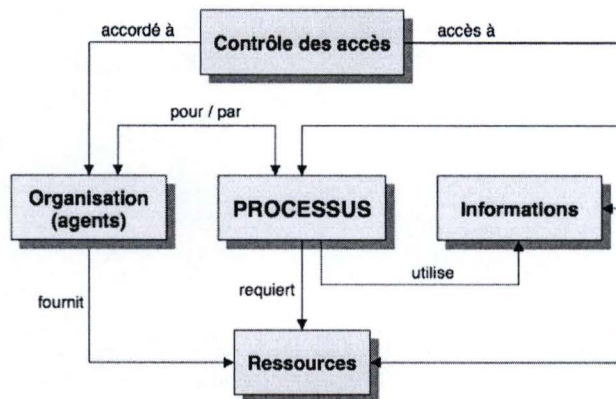 accordé à
Contrôle des accès
accès à
pour / par
Organisation
(agents)
PROCESSUS
Informations
fournit
requiert
utilise
Ressources